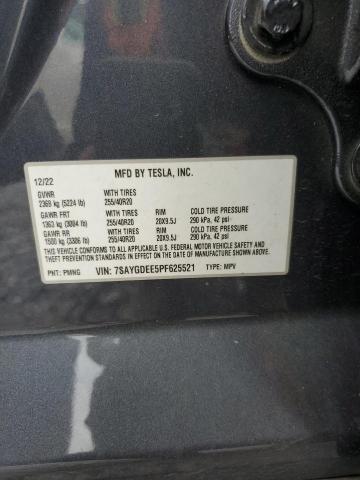 MFD BY TESLA, INC.
12/22
GVWR WITH TIRES
2369 kg (5224 lb) 255/40R20
GAWR FRT WITH TIRES RIM COLD TIRE PRESSURE
1363 kg (3004 lb) 255/40R20 20X9.5J 290 kPa, 42 psi
GAWR RR WITH TIRES RIM COLD TIRE PRESSURE
1500 kg (3306 lb) 255/40R20 20X9.5J 290 kPa, 42 psi
THIS VEHICLE CONFORMS TO ALL APPLICABLE U.S. FEDERAL MOTOR VEHICLE SAFETY,
BUMPER, AND THEFT PREVENTION STANDARDS IN EFFECT ON THE DATE OF MANUFACTURE SHOWN ABOVE.
PNT: PMNG VIN: 7SAYGDEE5PF625521 TYPE: MPV